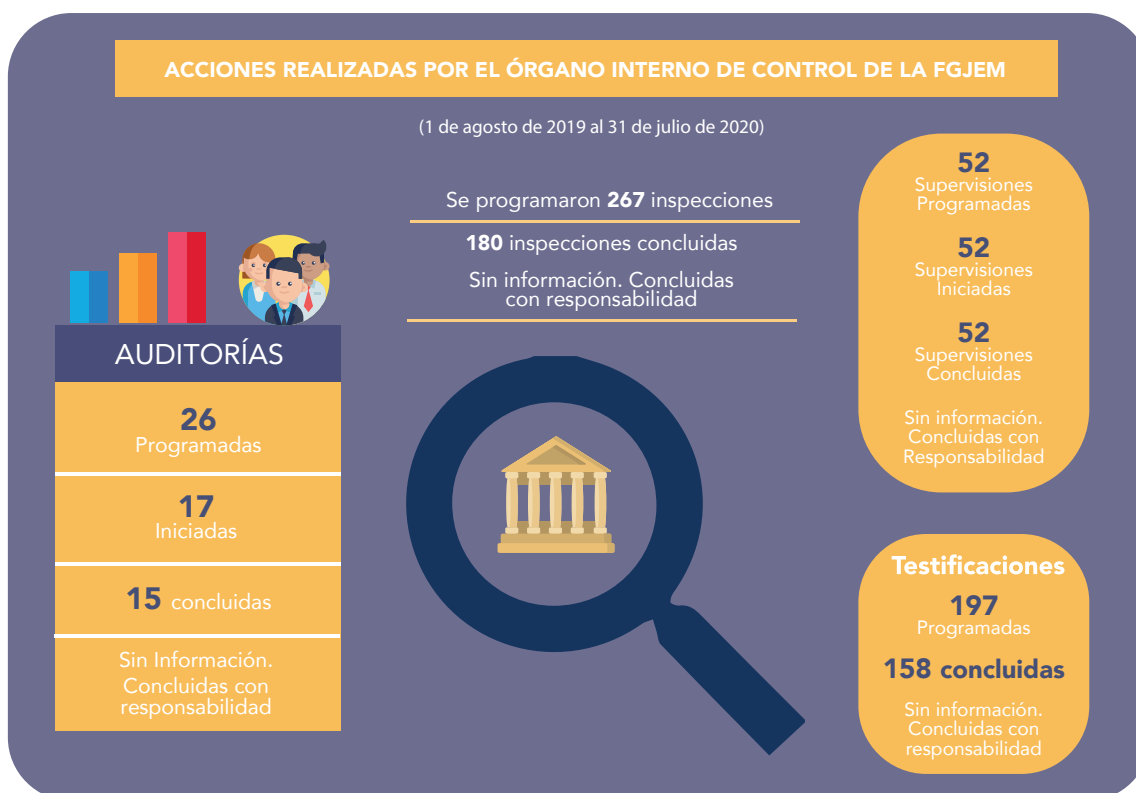 ACCIONES REALIZADAS POR EL ÓRGANO INTERNO DE CONTROL DE LA FGJEM
(1 de agosto de 2019 al 31 de julio de 2020)
AUDITORÍAS
26
Programadas
17
Iniciadas
15 concluidas
Sin Información.
Concluidas con
responsabilidad
Se programaron 267 inspecciones
180 inspecciones concluidas
Sin información. Concluidas
con responsabilidad
52
Supervisiones
Programadas
52
Supervisiones
Iniciadas
52
Supervisiones
Concluidas
Sin información.
Concluidas con
Responsabilidad
Testificaciones
197
Programadas
158 concluidas
Sin información.
Concluidas con
responsabilidad